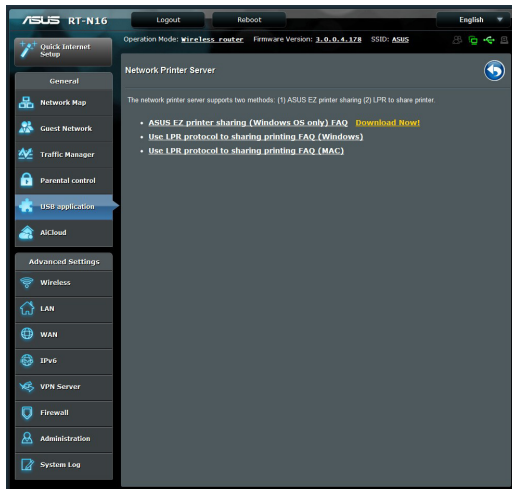 ASUS RT-N16
Logout
Reboot
English
Quick Internet
Setup
Operation Mode: Wireless router Firmware Version: 3.0.0.4.178 SSID: ASUS
General
Network Map
Guest Network
Traffic Manager
Parental control
USB application
AiCloud
Advanced Settings
Wireless
LAN
WAN
IPv6
VPN Server
Firewall
Administration
System Log
Network Printer Server
The network printer server supports two methods: (1) ASUS EZ printer sharing (2) LPR to share printer.
ASUS EZ printer sharing (Windows OS only) FAQ Download Now!
Use LPR protocol to sharing printing FAQ (Windows)
Use LPR protocol to sharing printing FAQ (MAC)